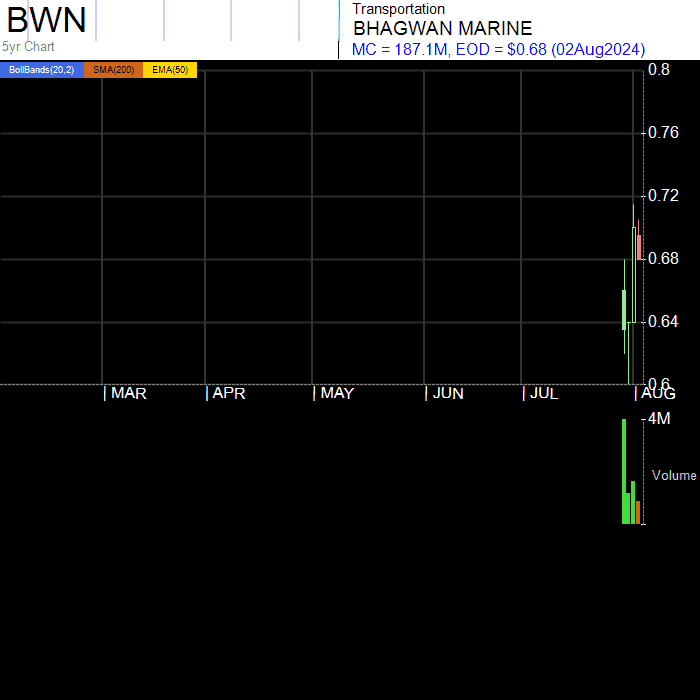 BWN
5yr Chart
Transportation
BHAGWAN MARINE
MC = 187.1M, EOD = $0.68 (02Aug2024)
BollBands(20,2) SMA(200) EMA(50)
0.8
0.76
0.72
0.68
0.64
0.6
MAR APR MAY JUN JUL AUG
4M
Volume